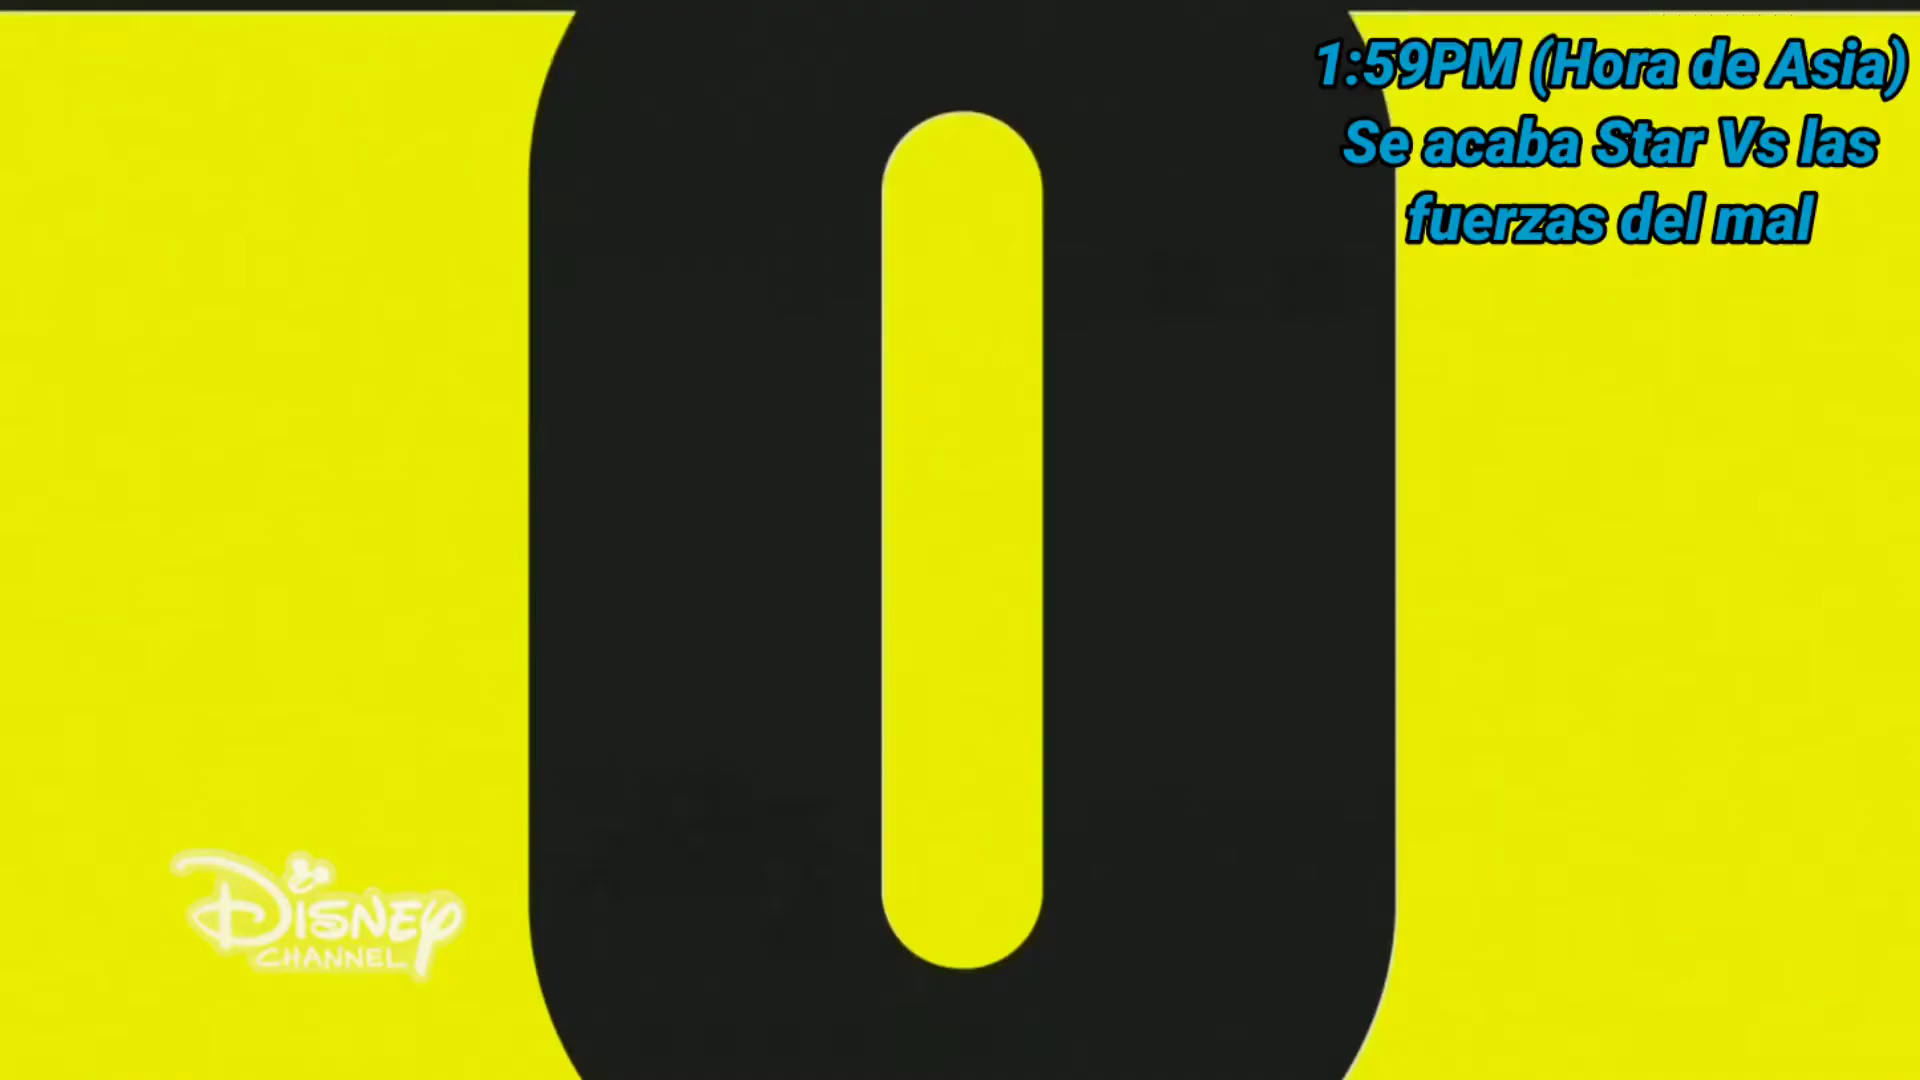 1:59PM (Hora de Asia)
Se acaba Star Vs las
fuerzas del mal
0
DISNEY
CHANNEL